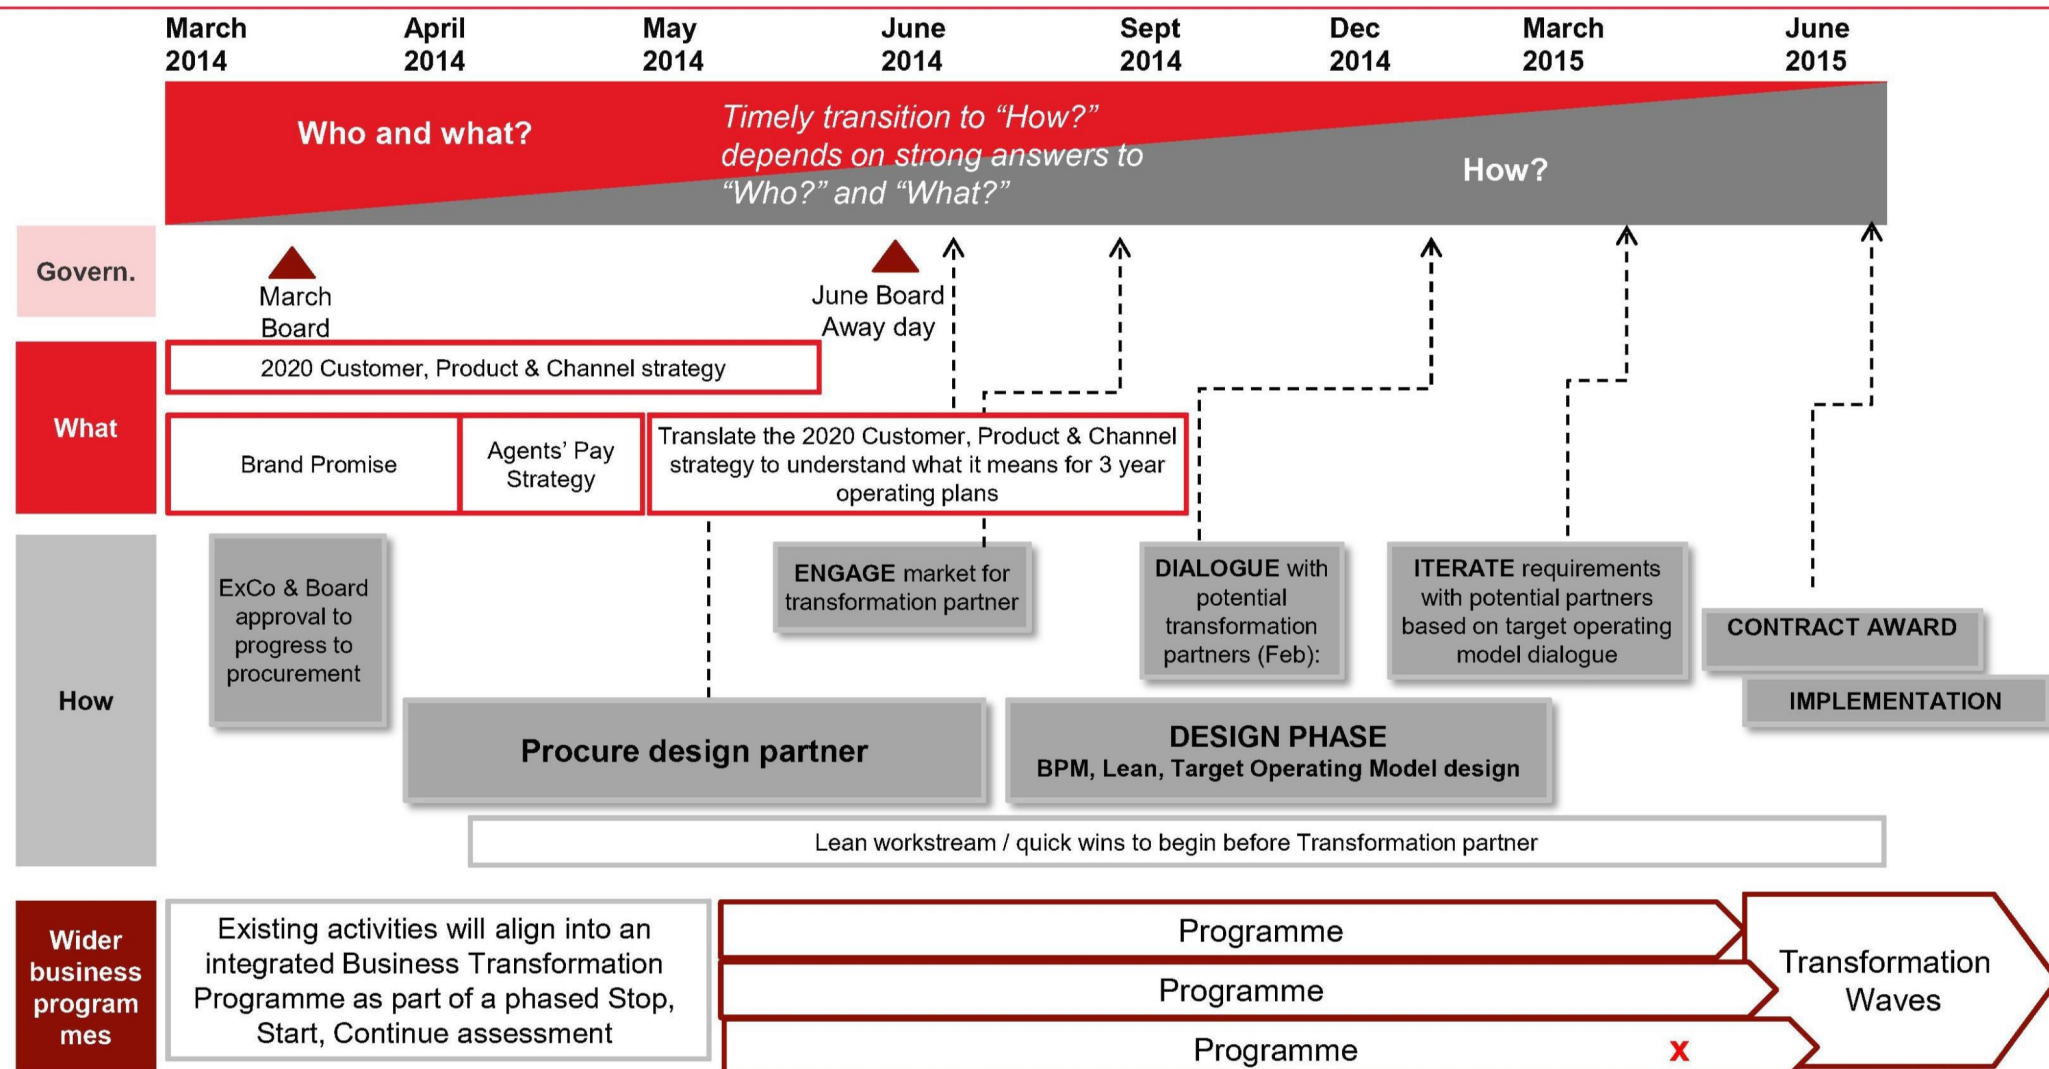 March 2014
April 2014
May 2014
June 2014
Sept 2014
Dec 2014
March 2015
June 2015
Who and what?
Timely transition to “How?”
depends on strong answers to
“Who?” and “What?”
How?
Govern.
March
Board
June Board
Away day
What
2020 Customer, Product & Channel strategy
Brand Promise
Agents’ Pay
Strategy
Translate the 2020 Customer, Product & Channel
strategy to understand what it means for 3 year
operating plans
How
ExCo & Board
approval to
progress to
procurement
ENGAGE market for
transformation partner
DIALOGUE with
potential
transformation
partners (Feb):
ITERATE requirements
with potential partners
based on target operating
model dialogue
CONTRACT AWARD
IMPLEMENTATION
Procure design partner
DESIGN PHASE
BPM, Lean, Target Operating Model design
Lean workstream / quick wins to begin before Transformation partner
Wider
business
program
mes
Existing activities will align into an
integrated Business Transformation
Programme as part of a phased Stop,
Start, Continue assessment
Programme
Programme
Programme
x
Transformation
Waves